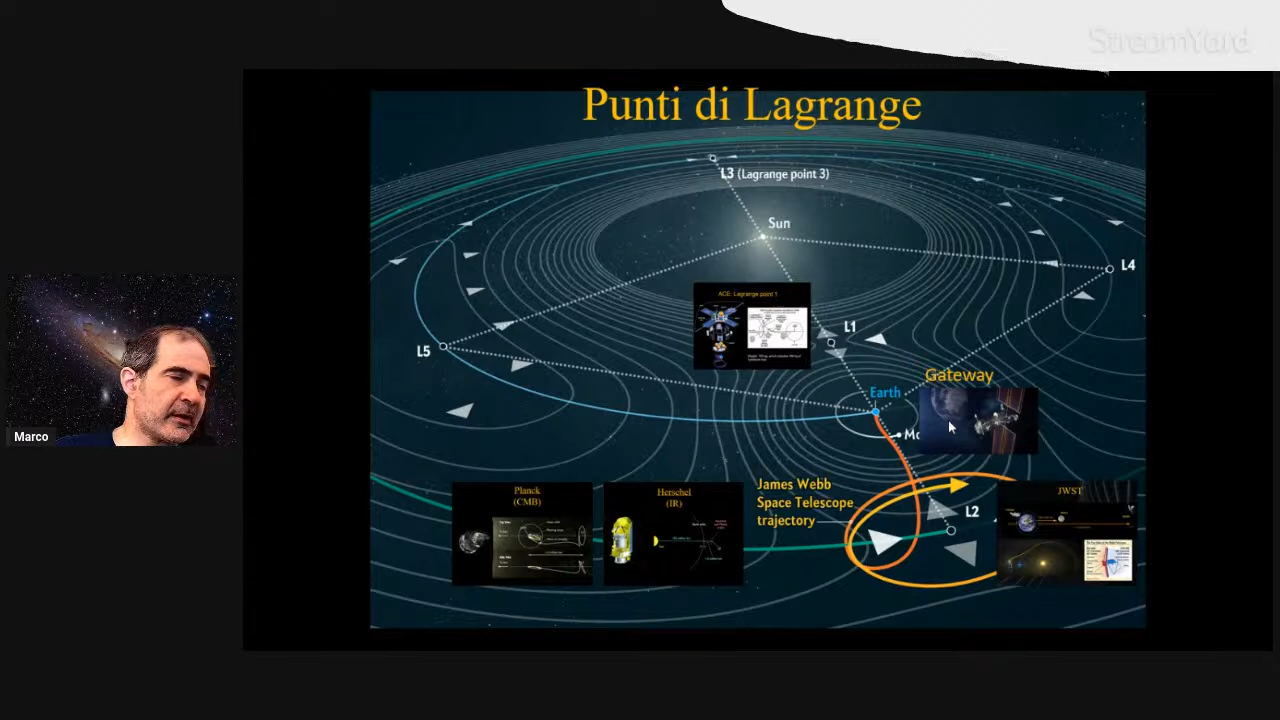 StreamYard
Punti di Lagrange
L3 (Lagrange point 3)
Sun
L4
ACE: Lagrange point 1
L1
L5
Gateway
Earth
Mo
Marco
James Webb
Space Telescope
trajectory
L2
Planck
(CMB)
Herschel
(IR)
JWST